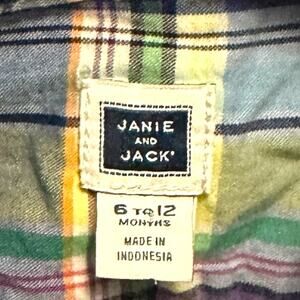 JANIE
AND
JACK®
6 TO 12
MONTHS
MADE IN
INDONESIA